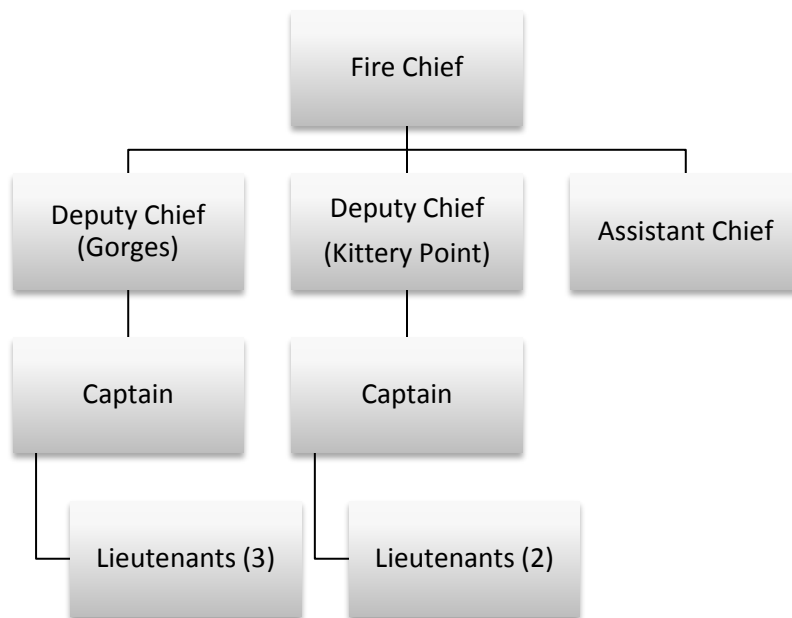 Fire Chief
Deputy Chief
(Gorges)
Deputy Chief
(Kittery Point)
Assistant Chief
Captain
Captain
Lieutenants (3)
Lieutenants (2)